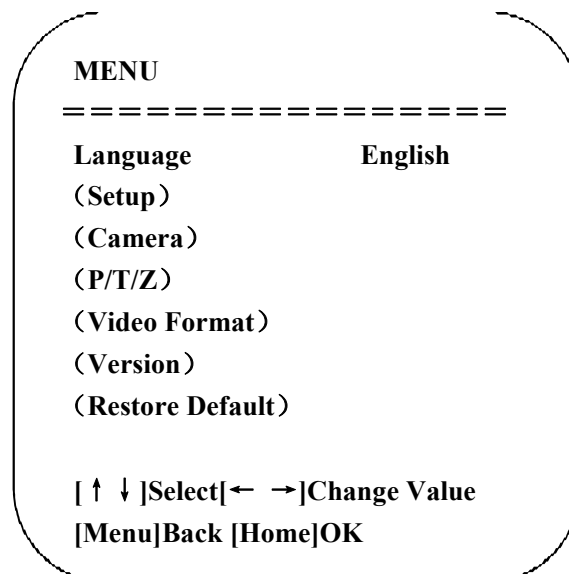 MENU
================
Language English
（Setup）
（Camera）
（P/T/Z）
（Video Format）
（Version）
（Restore Default）
[↑ ↓]Select[← →]Change Value
[Menu]Back [Home]OK